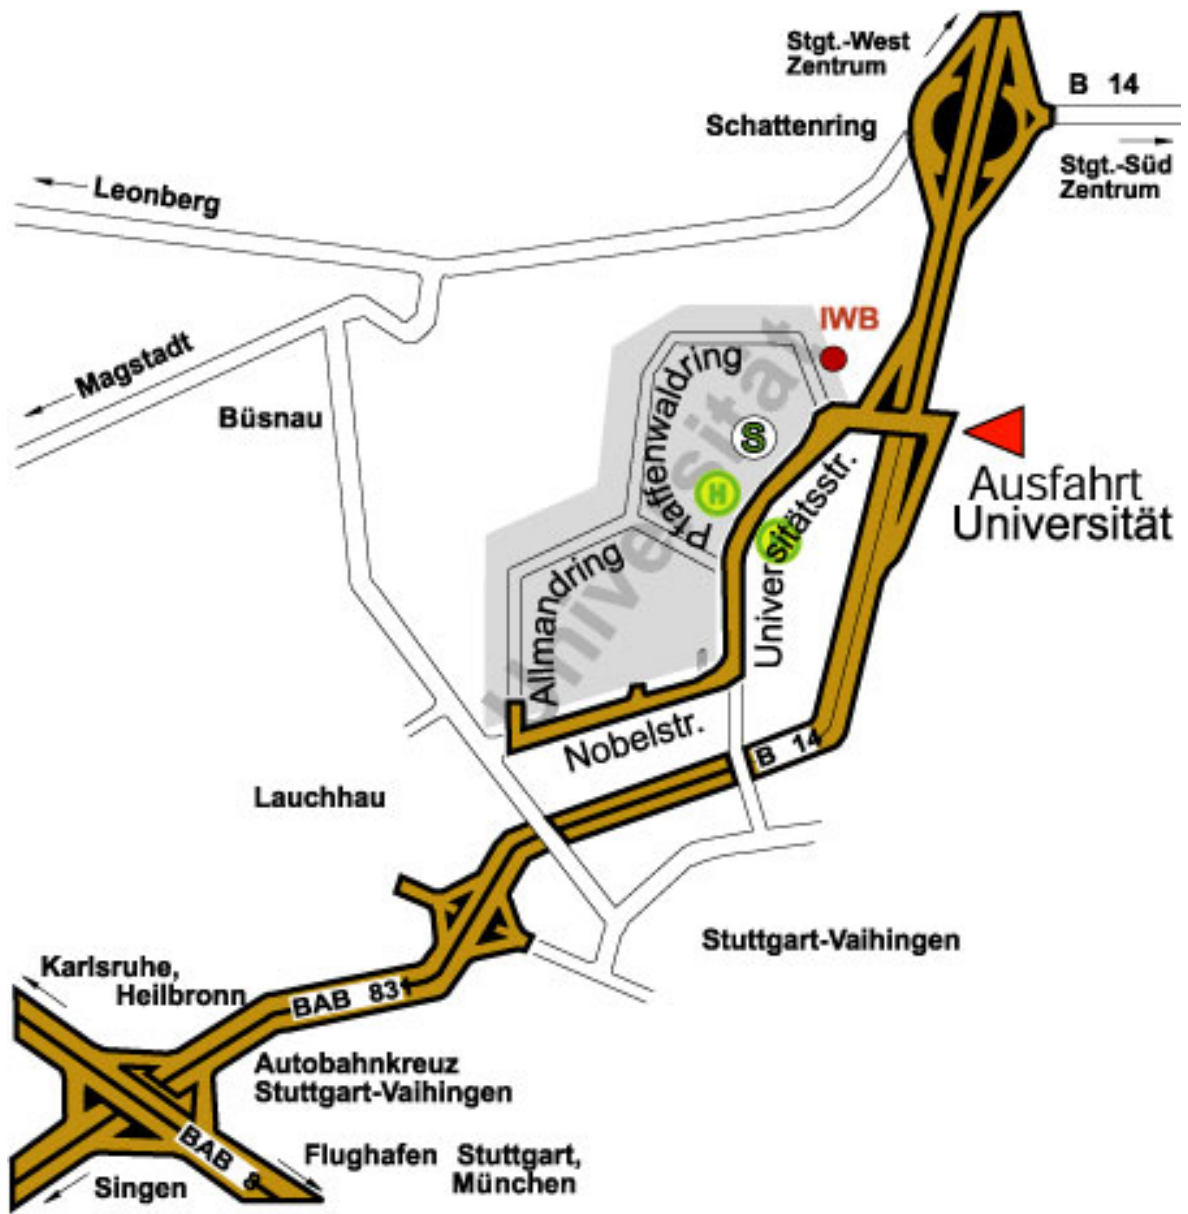 Stgt.-West
Zentrum
B 14
Schattenring
Stgt.-Süd
Zentrum
Leonberg
IWB
Magstadt
Büsnau
Pfaffenwaldring
Universität
S
H
Ausfahrt
Universität
Universitätsstr.
Allmandring
Nobelstr.
B 14
Lauchhau
Stuttgart-Vaihingen
Karlsruhe,
Heilbronn
BAB 831
Autobahnkreuz
Stuttgart-Vaihingen
BAB 8
Flughafen Stuttgart,
München
Singen